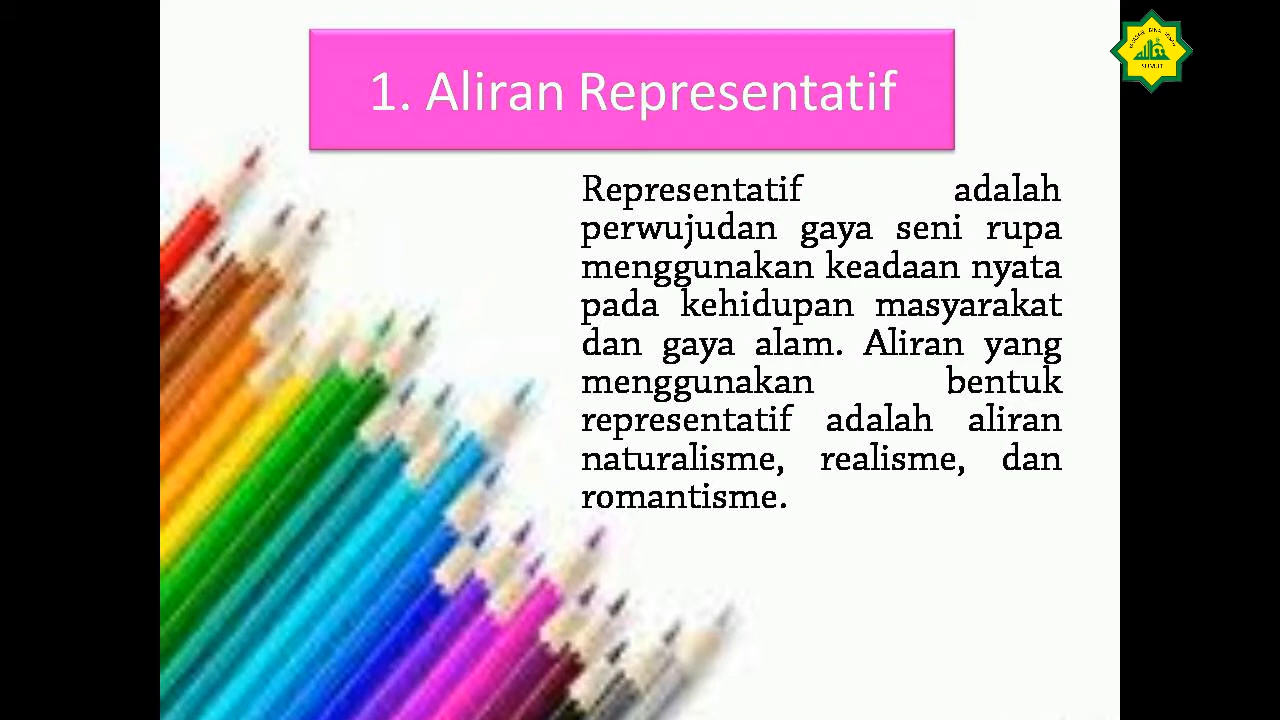 1. Aliran Representatif
Representatif adalah
perwujudan gaya seni rupa
menggunakan keadaan nyata
pada kehidupan masyarakat
dan gaya alam. Aliran yang
menggunakan bentuk
representatif adalah aliran
naturalisme, realisme, dan
romantisme.